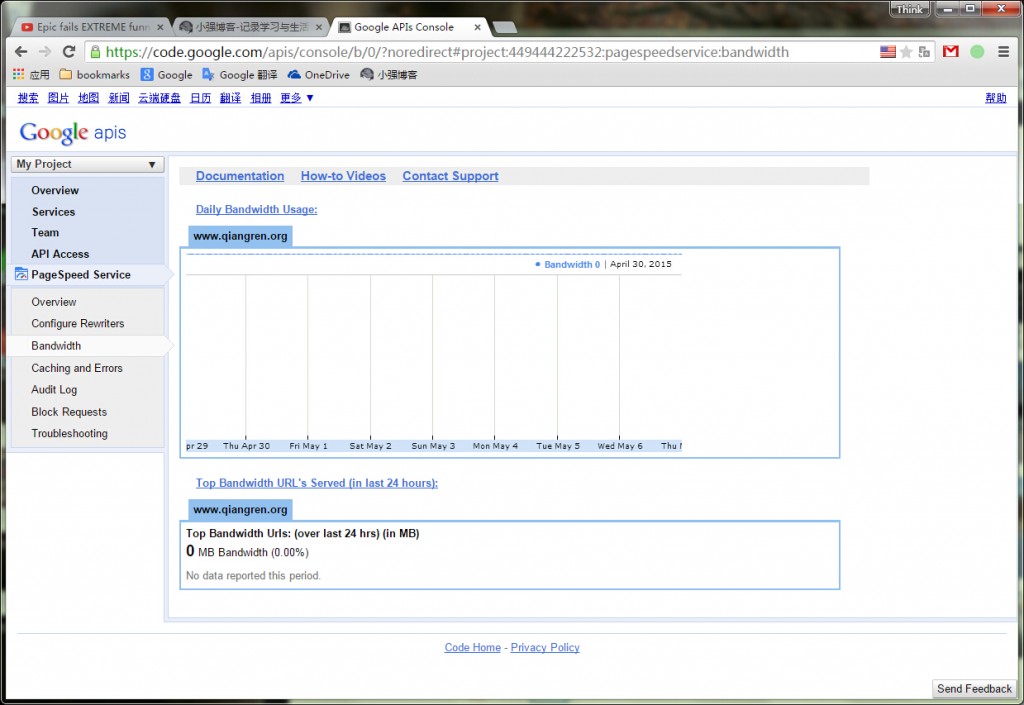 Think
Epic fails EXTREME funn
小强博客-记录学习与生活
Google APIs Console
https://code.google.com/apis/console/b/0/?noredirect#project:449444222532:pagespeedservice:bandwidth
应用 bookmarks Google Google 翻译 OneDrive 小强博客
搜索 图片 地图 新闻 云端硬盘 日历 翻译 相册 更多 ▼ 帮助
Google apis
My Project ▼
Overview
Services
Team
API Access
PageSpeed Service
Overview
Configure Rewriters
Bandwidth
Caching and Errors
Audit Log
Block Requests
Troubleshooting
Documentation How-to Videos Contact Support
Daily Bandwidth Usage:
www.qiangren.org
Bandwidth 0 | April 30, 2015
pr 29 Thu Apr 30 Fri May 1 Sat May 2 Sun May 3 Mon May 4 Tue May 5 Wed May 6 Thu
Top Bandwidth URL's Served (in last 24 hours):
www.qiangren.org
Top Bandwidth Urls: (over last 24 hrs) (in MB)
0 MB Bandwidth (0.00%)
No data reported this period.
Code Home - Privacy Policy
Send Feedback